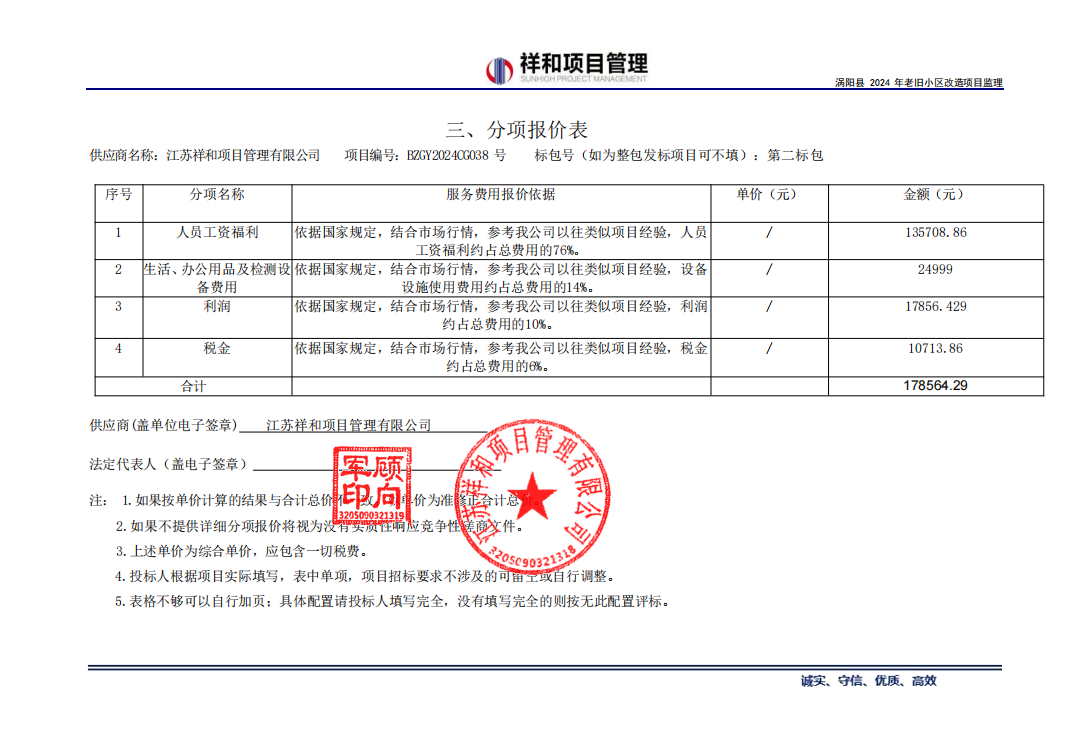 祥和项目管理
SUNHIGH PROJECT MANAGEMENT
涡阳县 2024 年老旧小区改造项目监理
三、分项报价表
供应商名称：江苏祥和项目管理有限公司 项目编号：BZGY2024CG038 号 标包号（如为整包发标项目可不填）：第二标包
序号 分项名称 服务费用报价依据 单价（元） 金额（元）
1 人员工资福利 依据国家规定，结合市场行情，参考我公司以往类似项目经验，人员 / 135708.86
工资福利约占总费用的76%。
2 生活、办公用品及检测设 依据国家规定，结合市场行情，参考我公司以往类似项目经验，设备 / 24999
备费用 设施使用费用约占总费用的14%。
3 利润 依据国家规定，结合市场行情，参考我公司以往类似项目经验，利润 / 17856.429
约占总费用的10%。
4 税金 依据国家规定，结合市场行情，参考我公司以往类似项目经验，税金 / 10713.86
约占总费用的6%。
合计 178564.29
供应商(盖单位电子签章) 江苏祥和项目管理有限公司
法定代表人（盖电子签章）
顾向军印
3205090321319
江苏祥和项目管理有限公司
3205090321318
注： 1.如果按单价计算的结果与合计总价不一致，以单价为准修正合计总价。
2.如果不提供详细分项报价将视为没有实质性响应竞争性磋商文件。
3.上述单价为综合单价，应包含一切税费。
4.投标人根据项目实际填写，表中单项，项目招标要求不涉及的可留空或自行调整。
5.表格不够可以自行加页；具体配置请投标人填写完全，没有填写完全的则按无此配置评标。
诚实、守信、优质、高效